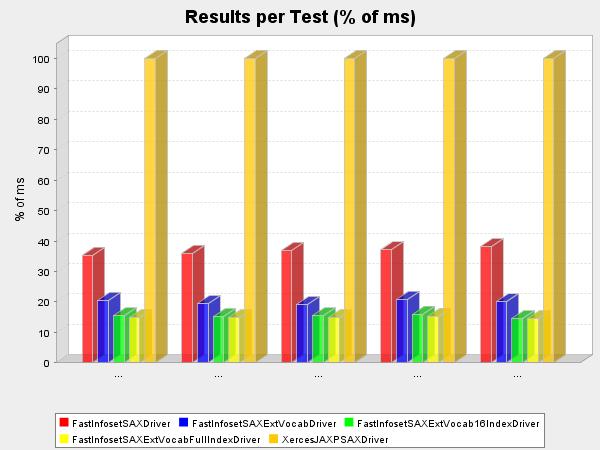 Results per Test (% of ms)
% of ms
100
90
80
70
60
50
40
30
20
10
0
... ... ... ... ...
FastInfosetSAXDriver FastInfosetSAXExtVocabDriver FastInfosetSAXExtVocab16IndexDriver
FastInfosetSAXExtVocabFullIndexDriver XercesJAXPSAXDriver